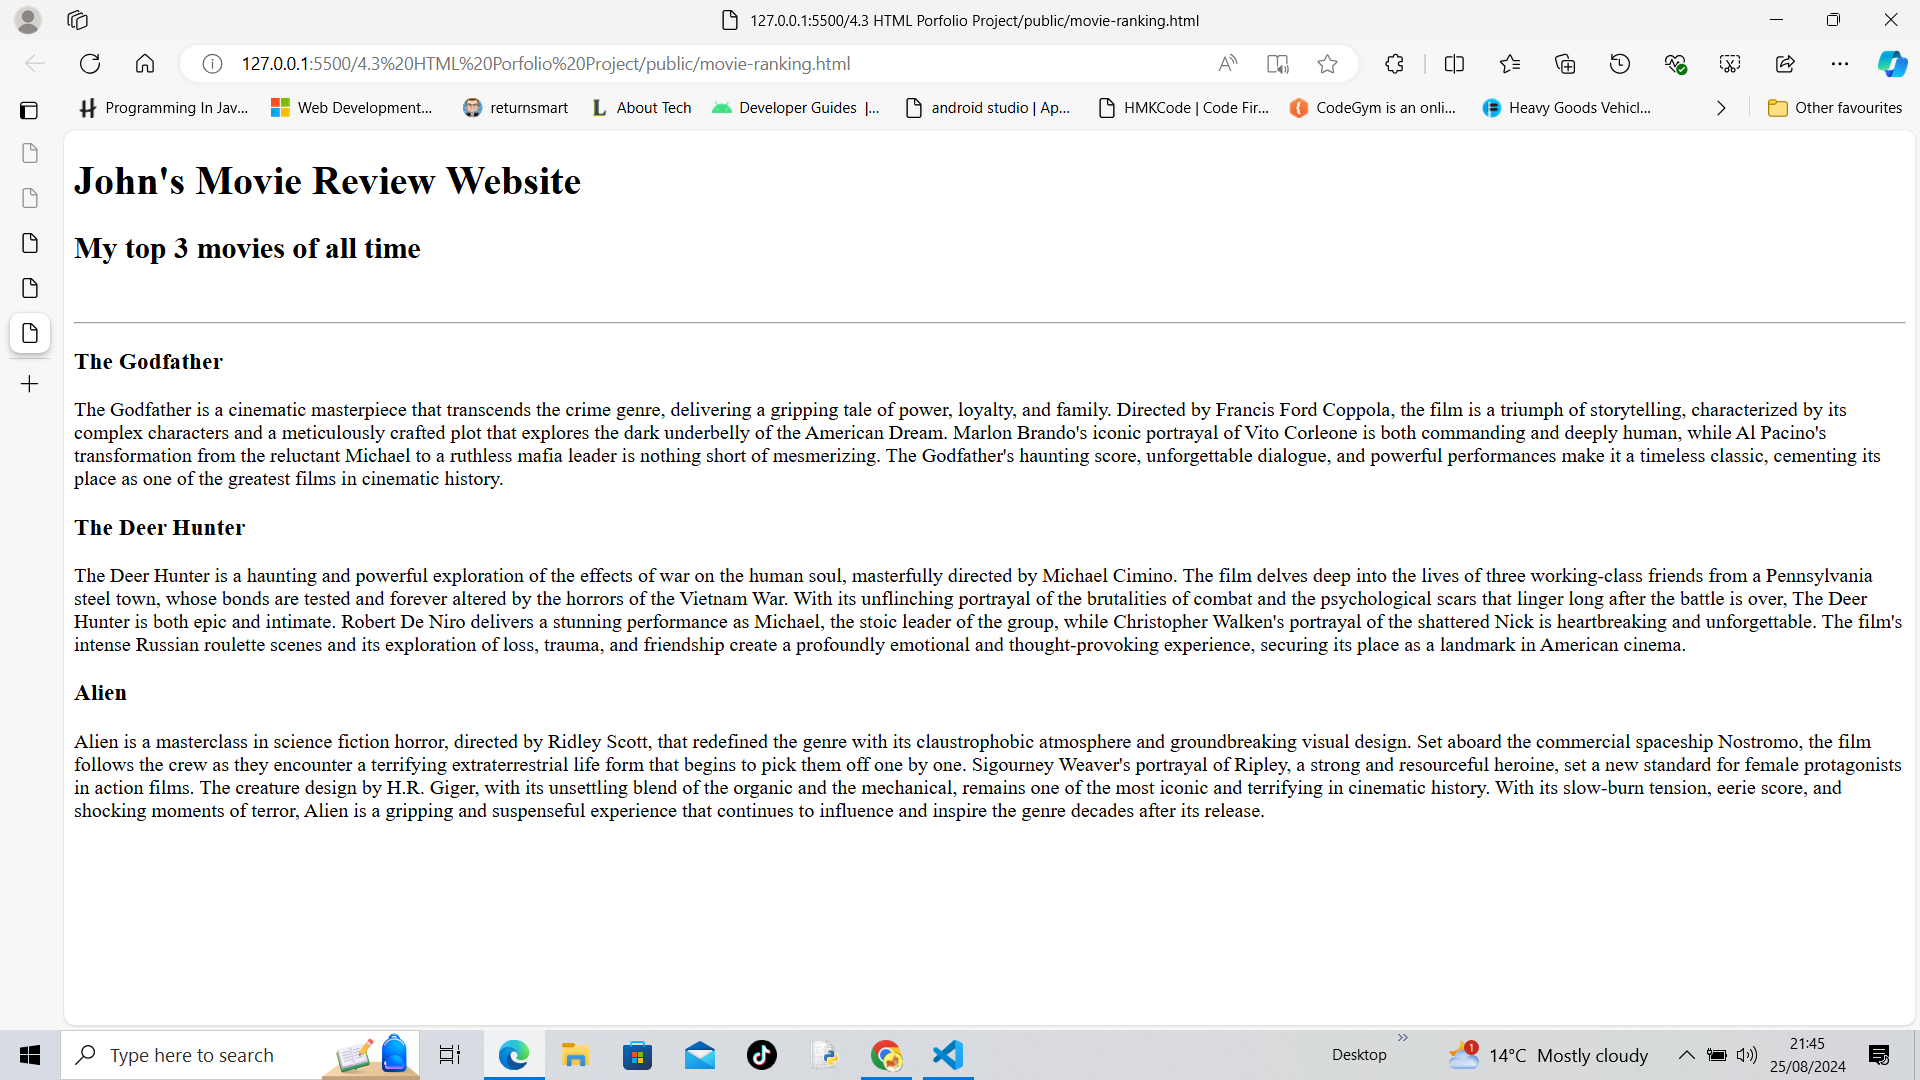 127.0.0.1:5500/4.3 HTML Porfolio Project/public/movie-ranking.html
127.0.0.1:5500/4.3%20HTML%20Porfolio%20Project/public/movie-ranking.html
Programming In Jav...
Web Development...
returnsmart
About Tech
Developer Guides |...
android studio | Ap...
HMKCode | Code Fir...
CodeGym is an onli...
Heavy Goods Vehicl...
Other favourites
John's Movie Review Website
My top 3 movies of all time
The Godfather
The Godfather is a cinematic masterpiece that transcends the crime genre, delivering a gripping tale of power, loyalty, and family. Directed by Francis Ford Coppola, the film is a triumph of storytelling, characterized by its
complex characters and a meticulously crafted plot that explores the dark underbelly of the American Dream. Marlon Brando's iconic portrayal of Vito Corleone is both commanding and deeply human, while Al Pacino's
transformation from the reluctant Michael to a ruthless mafia leader is nothing short of mesmerizing. The Godfather's haunting score, unforgettable dialogue, and powerful performances make it a timeless classic, cementing its
place as one of the greatest films in cinematic history.
The Deer Hunter
The Deer Hunter is a haunting and powerful exploration of the effects of war on the human soul, masterfully directed by Michael Cimino. The film delves deep into the lives of three working-class friends from a Pennsylvania
steel town, whose bonds are tested and forever altered by the horrors of the Vietnam War. With its unflinching portrayal of the brutalities of combat and the psychological scars that linger long after the battle is over, The Deer
Hunter is both epic and intimate. Robert De Niro delivers a stunning performance as Michael, the stoic leader of the group, while Christopher Walken's portrayal of the shattered Nick is heartbreaking and unforgettable. The film's
intense Russian roulette scenes and its exploration of loss, trauma, and friendship create a profoundly emotional and thought-provoking experience, securing its place as a landmark in American cinema.
Alien
Alien is a masterclass in science fiction horror, directed by Ridley Scott, that redefined the genre with its claustrophobic atmosphere and groundbreaking visual design. Set aboard the commercial spaceship Nostromo, the film
follows the crew as they encounter a terrifying extraterrestrial life form that begins to pick them off one by one. Sigourney Weaver's portrayal of Ripley, a strong and resourceful heroine, set a new standard for female protagonists
in action films. The creature design by H.R. Giger, with its unsettling blend of the organic and the mechanical, remains one of the most iconic and terrifying in cinematic history. With its slow-burn tension, eerie score, and
shocking moments of terror, Alien is a gripping and suspenseful experience that continues to influence and inspire the genre decades after its release.
Type here to search
Desktop
1
14°C Mostly cloudy
21:45
25/08/2024